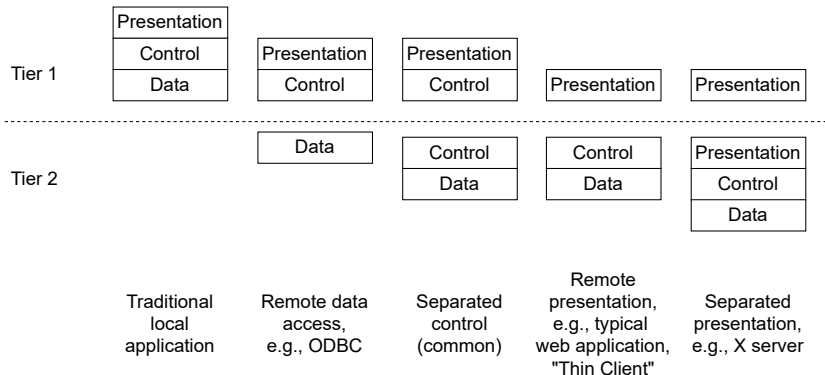 Presentation
Control
Data
Presentation
Control
Presentation
Control
Presentation
Presentation
Tier 1
Data
Control
Data
Control
Data
Presentation
Control
Data
Tier 2
Traditional
local
application
Remote data
access,
e.g., ODBC
Separated
control
(common)
Remote
presentation,
e.g., typical
web application,
"Thin Client"
Separated
presentation,
e.g., X server